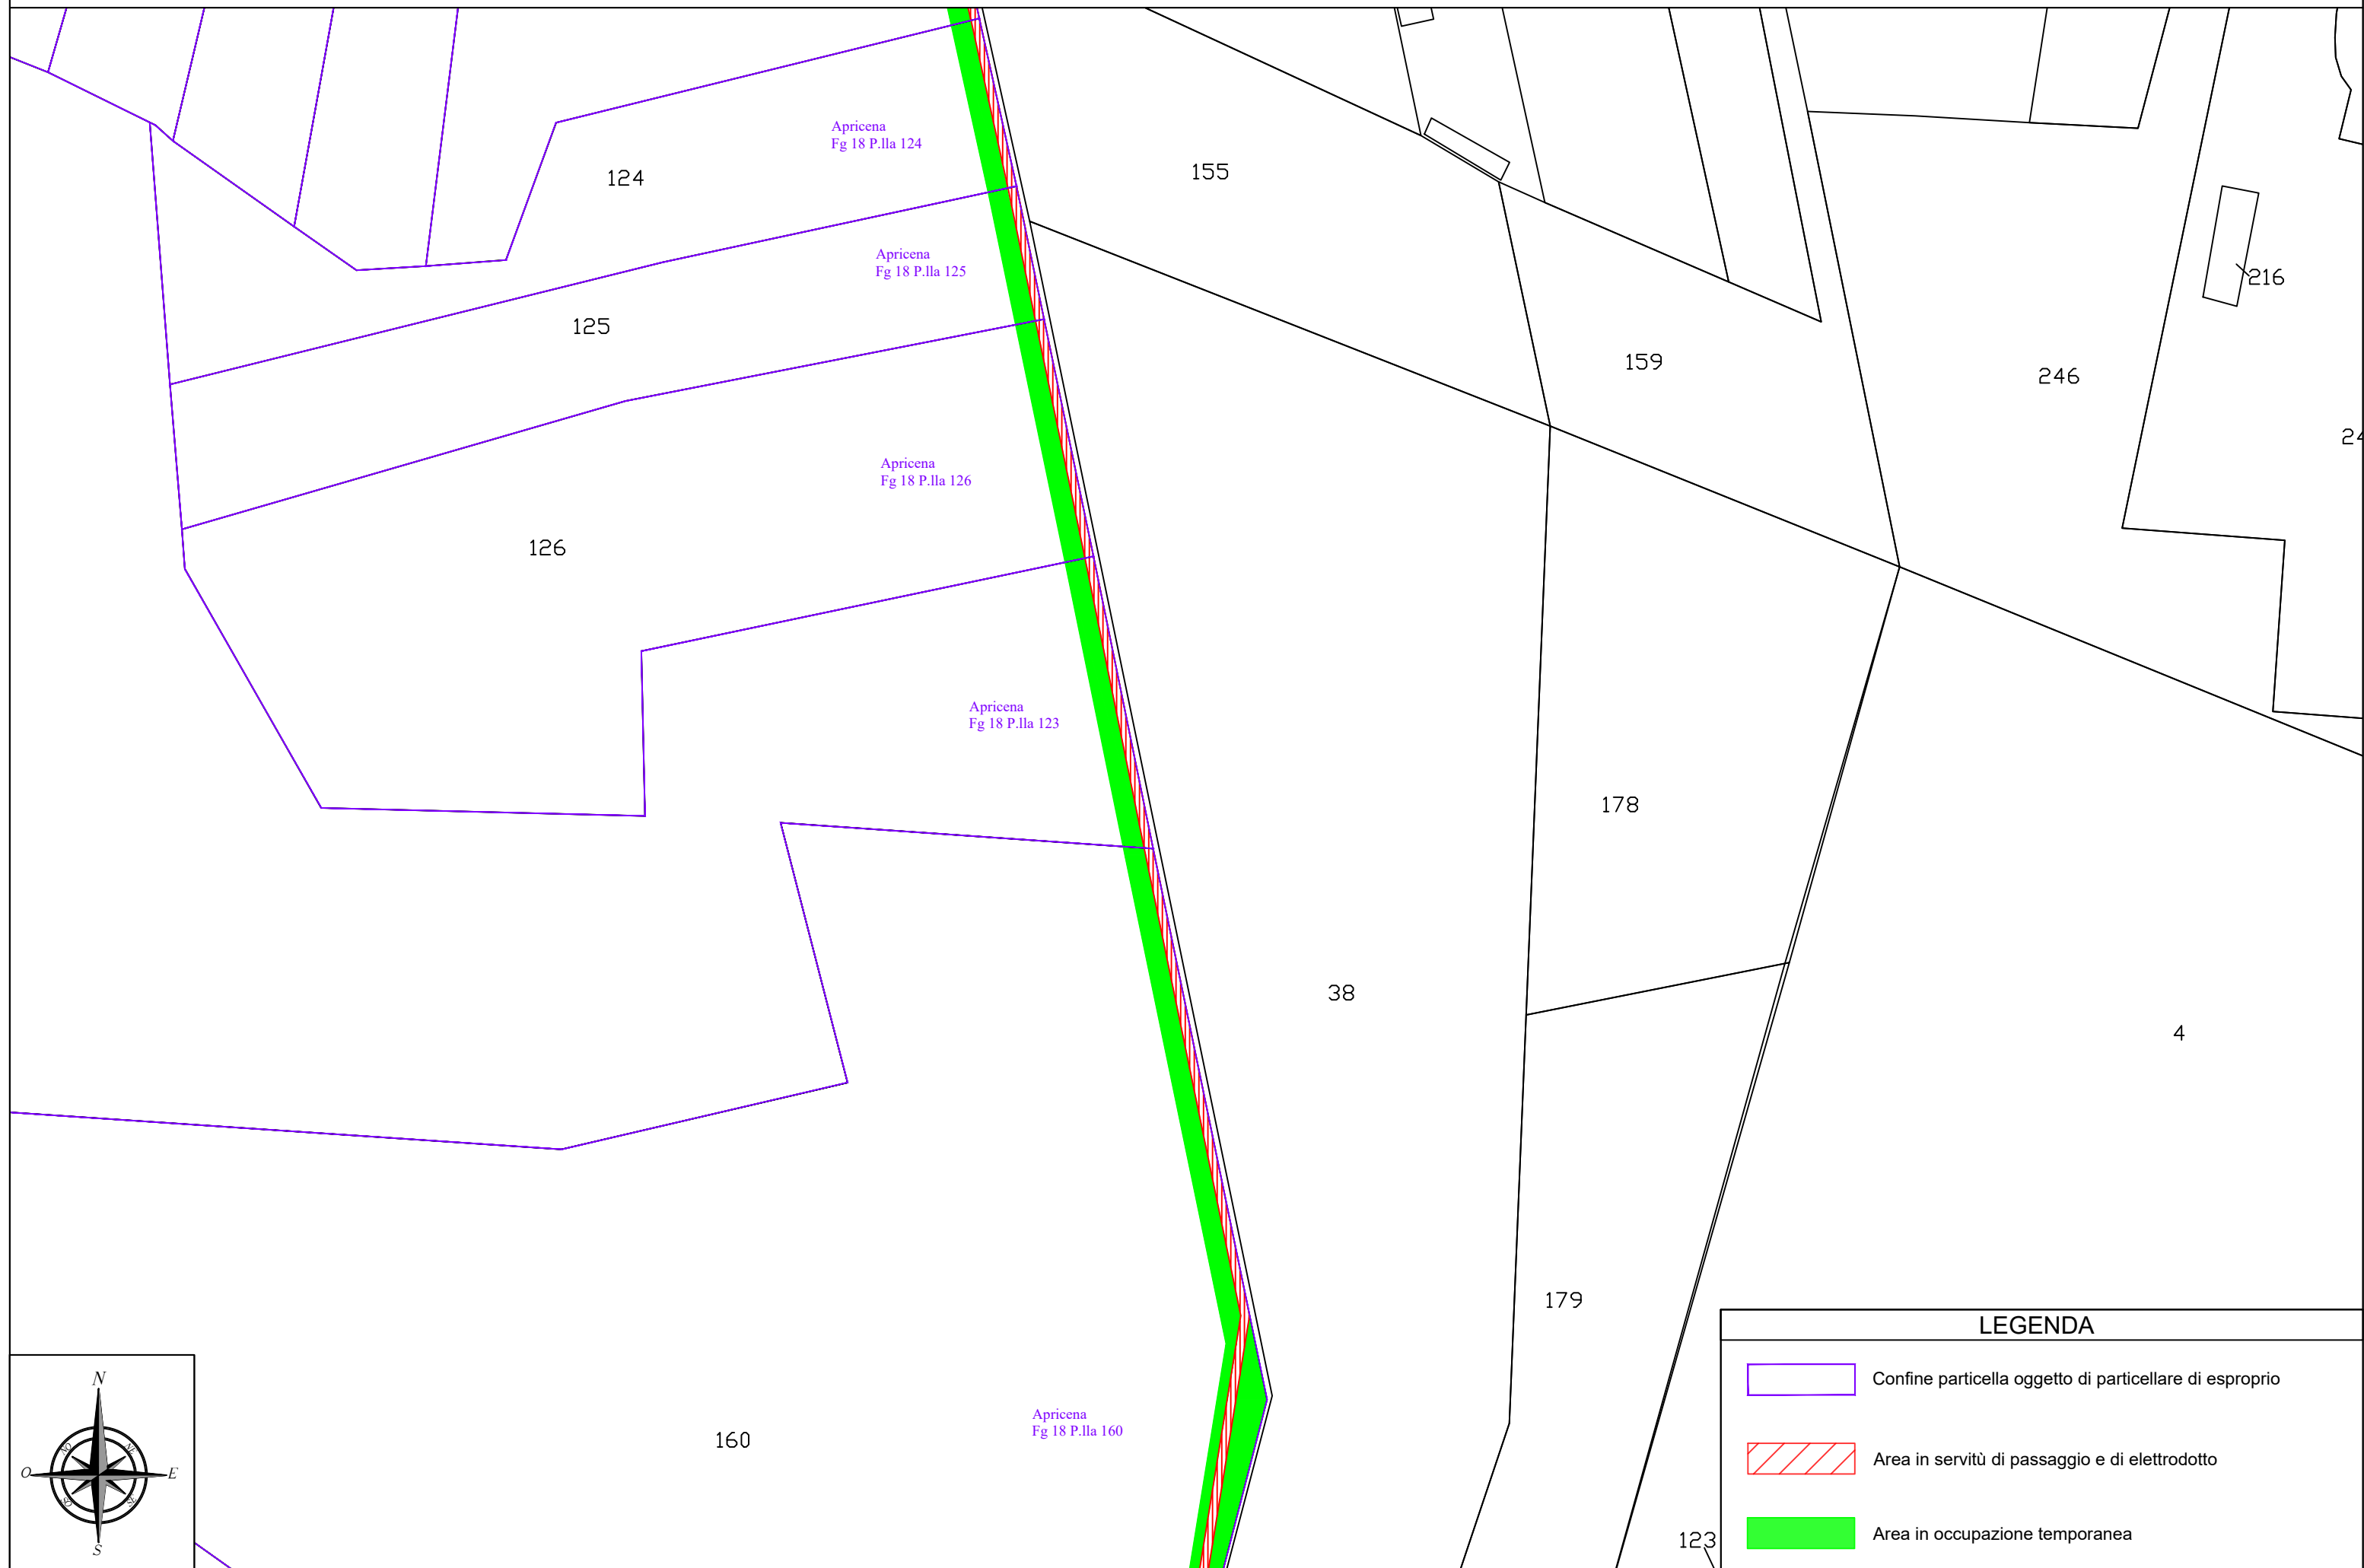 Apricena
Fg 18 P.lla 124
124
155
Apricena
Fg 18 P.lla 125
216
125
159
246
24
Apricena
Fg 18 P.lla 126
126
Apricena
Fg 18 P.lla 123
178
38
4
179
LEGENDA
Confine particella oggetto di particellare di esproprio
Area in servitù di passaggio e di elettrodotto
Area in occupazione temporanea
Apricena
Fg 18 P.lla 160
160
123
N
O
E
S